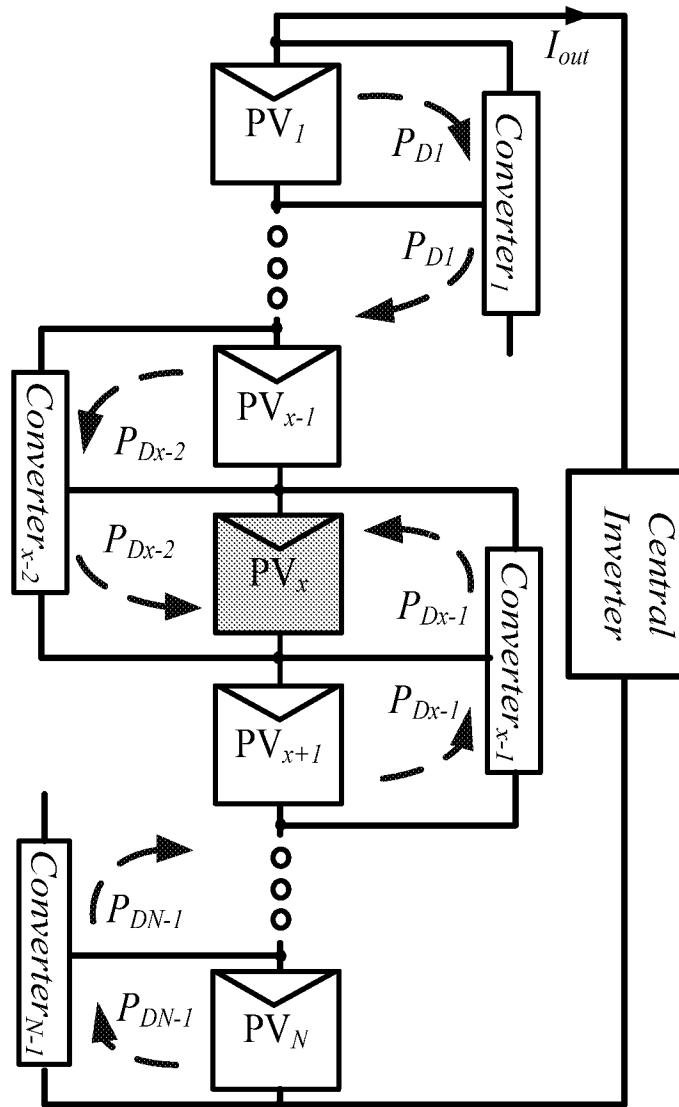 I_out
PV_1
P_D1
Converter_1
P_D1
PV_x-1
Converter_x-2
P_Dx-2
P_Dx-2
PV_x
P_Dx-1
Converter_x-1
Central
Inverter
PV_x+1
P_Dx-1
Converter_N-1
P_DN-1
P_DN-1
PV_N